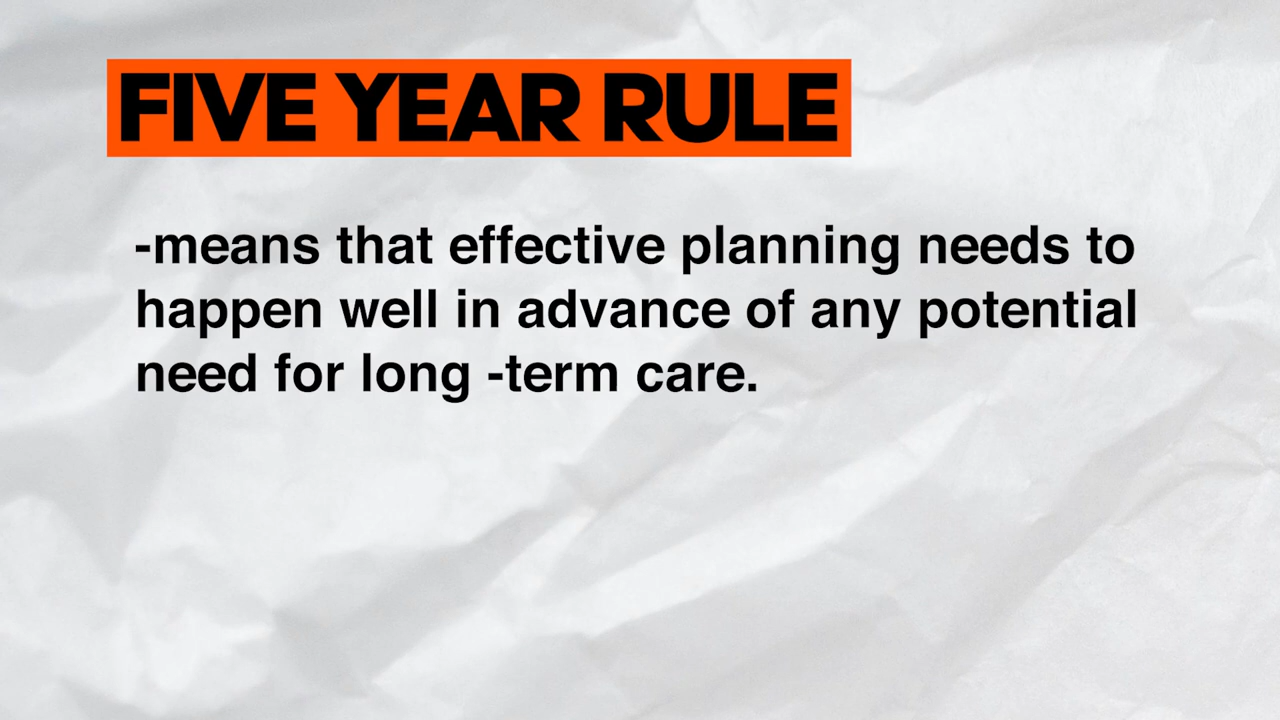 FIVE YEAR RULE
-means that effective planning needs to
happen well in advance of any potential
need for long -term care.